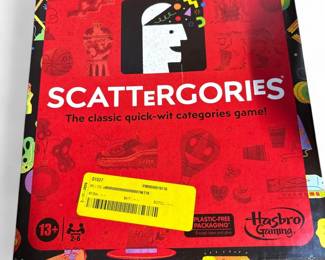 SCATTERGORIES
The classic quick-wit categories game!
13+
2-6
PLASTIC-FREE
PACKAGING
Hasbro
Gaming